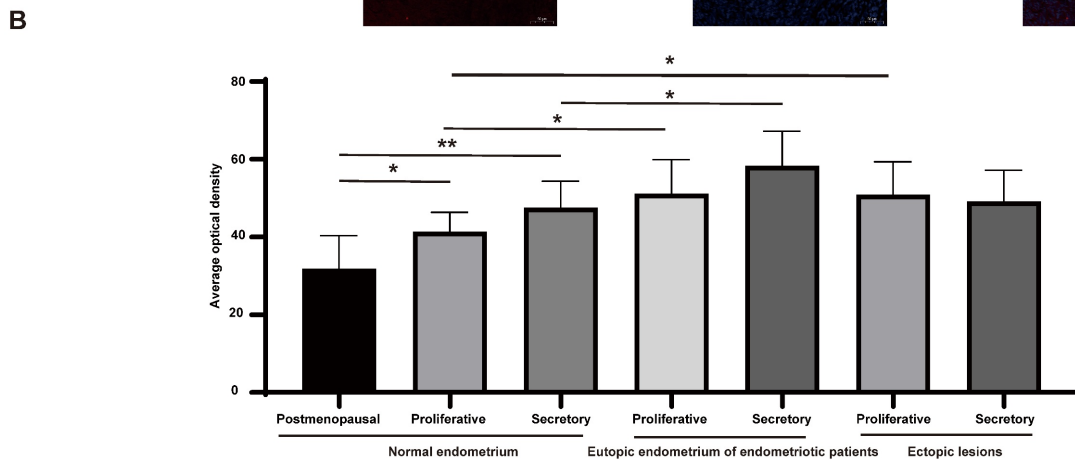 B
*
80
*
*
**
60
*
40
20
0
Average optical density
Postmenopausal Proliferative Secretory Proliferative Secretory Proliferative Secretory
Normal endometrium Eutopic endometrium of endometriotic patients Ectopic lesions